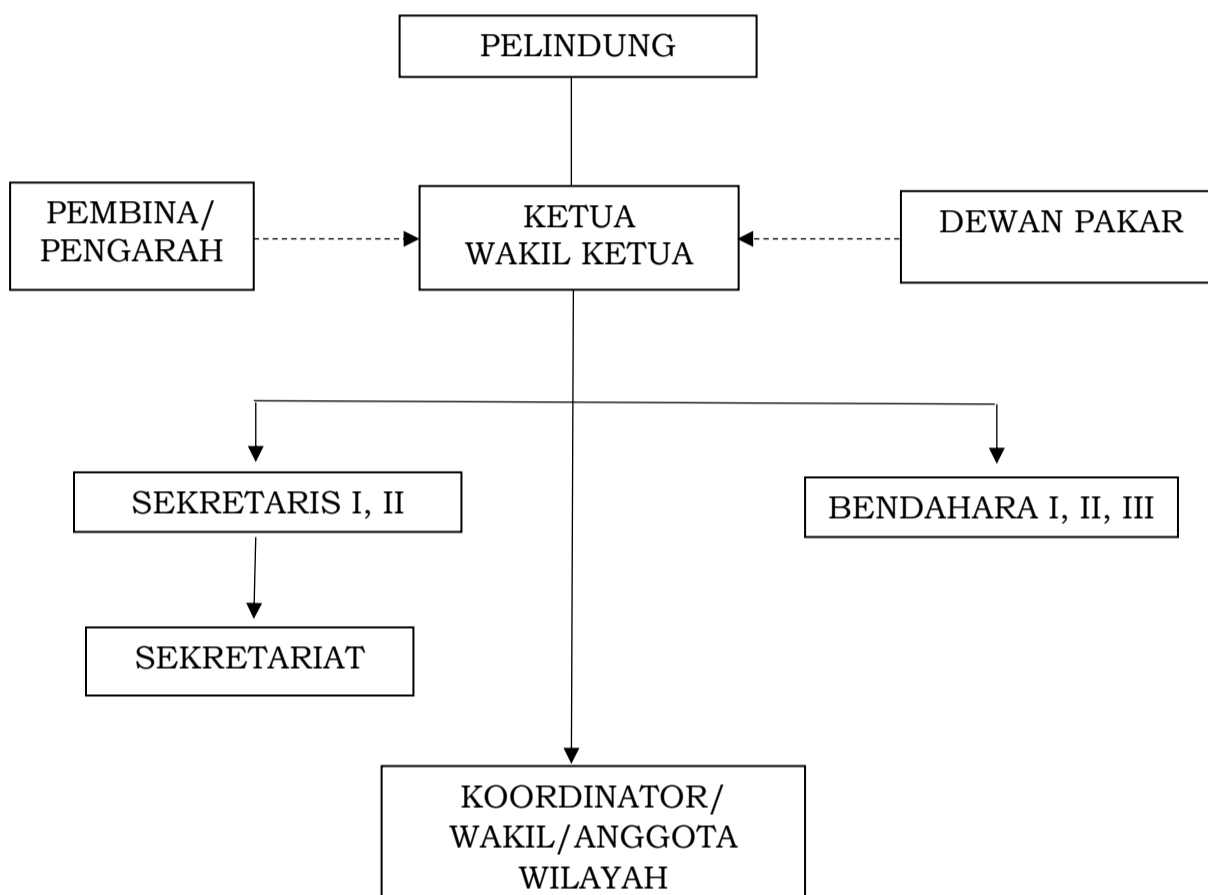 PELINDUNG
PEMBINA/
PENGARAH
KETUA
WAKIL KETUA
DEWAN PAKAR
SEKRETARIS I, II
BENDAHARA I, II, III
SEKRETARIAT
KOORDINATOR/
WAKIL/ANGGOTA
WILAYAH